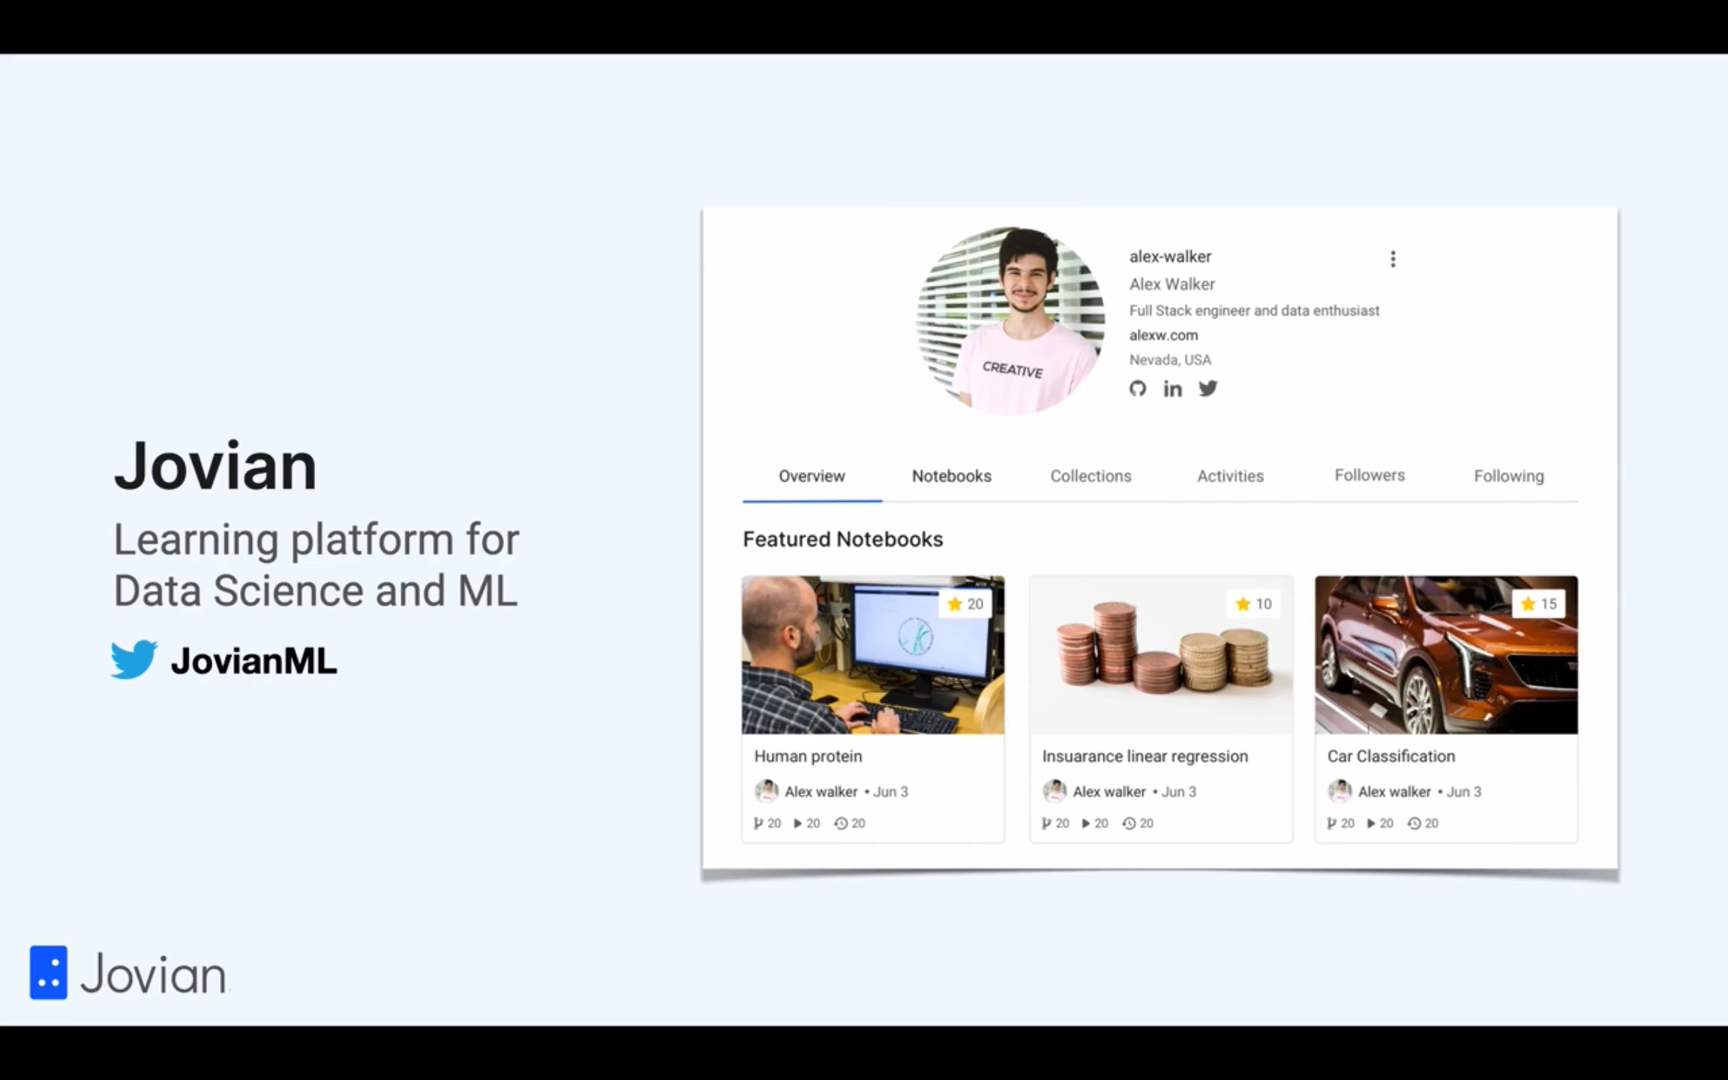 Jovian
Learning platform for
Data Science and ML
JovianML
Jovian
alex-walker
Alex Walker
Full Stack engineer and data enthusiast
alexw.com
Nevada, USA
CREATIVE
Overview Notebooks Collections Activities Followers Following
Featured Notebooks
20
Human protein
Alex walker • Jun 3
20 20 20
10
Insuarance linear regression
Alex walker • Jun 3
20 20 20
15
Car Classification
Alex walker • Jun 3
20 20 20